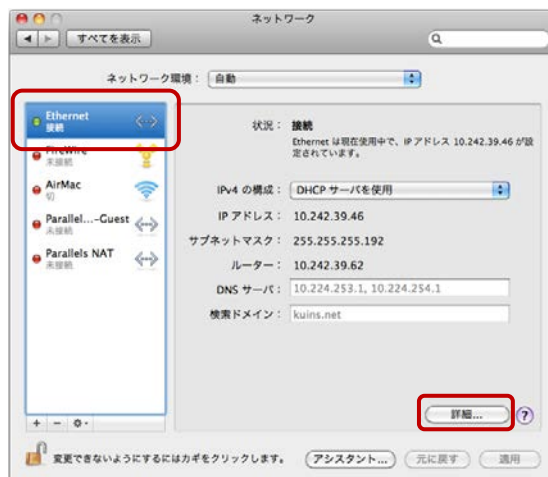 ネットワーク
すべてを表示
ネットワーク環境： 自動
Ethernet
接続
FireWire
未接続
AirMac
切
Parallel...-Guest
未接続
Parallels NAT
未接続
状況： 接続
Ethernet は現在使用中で、IP アドレス 10.242.39.46 が設
定されています。
IPv4 の構成： DHCP サーバを使用
IP アドレス： 10.242.39.46
サブネットマスク： 255.255.255.192
ルーター： 10.242.39.62
DNS サーバ： 10.224.253.1, 10.224.254.1
検索ドメイン： kuins.net
詳細... ?
+ −
変更できないようにするにはカギをクリックします。 アシスタント... 元に戻す 適用